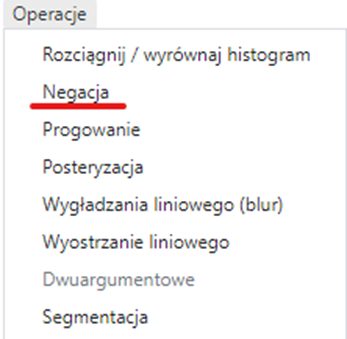 Operacje
Rozciągnij / wyrównaj histogram
Negacja
Progowanie
Posteryzacja
Wygładzania liniowego (blur)
Wyostrzanie liniowego
Dwuargumentowe
Segmentacja